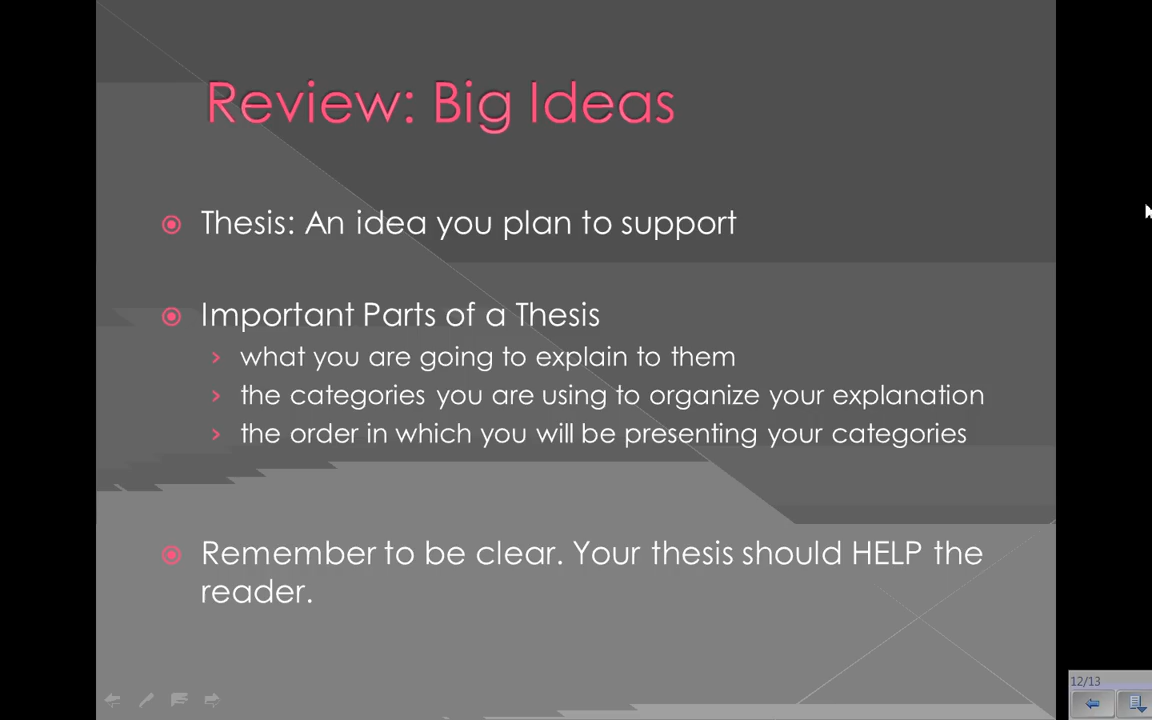 Review: Big Ideas
Thesis: An idea you plan to support
Important Parts of a Thesis
what you are going to explain to them
the categories you are using to organize your explanation
the order in which you will be presenting your categories
Remember to be clear. Your thesis should HELP the
reader.
12/13